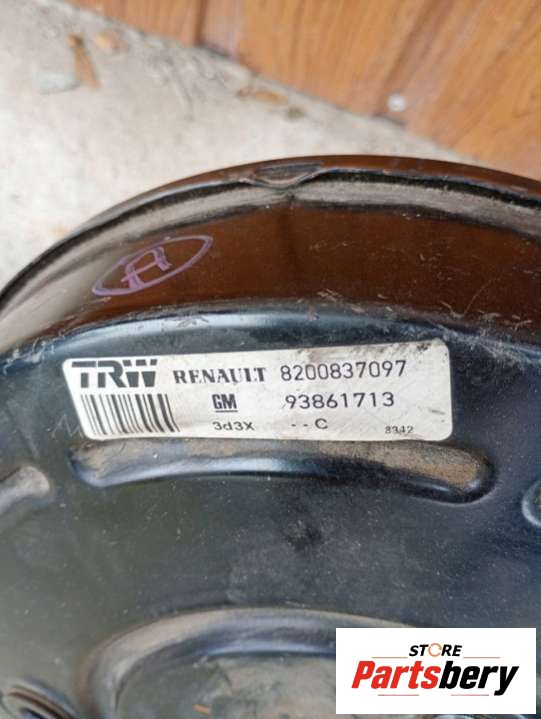 TRW RENAULT 8200837097
GM 93861713
3d3X --C 8342
STORE
Partsbery